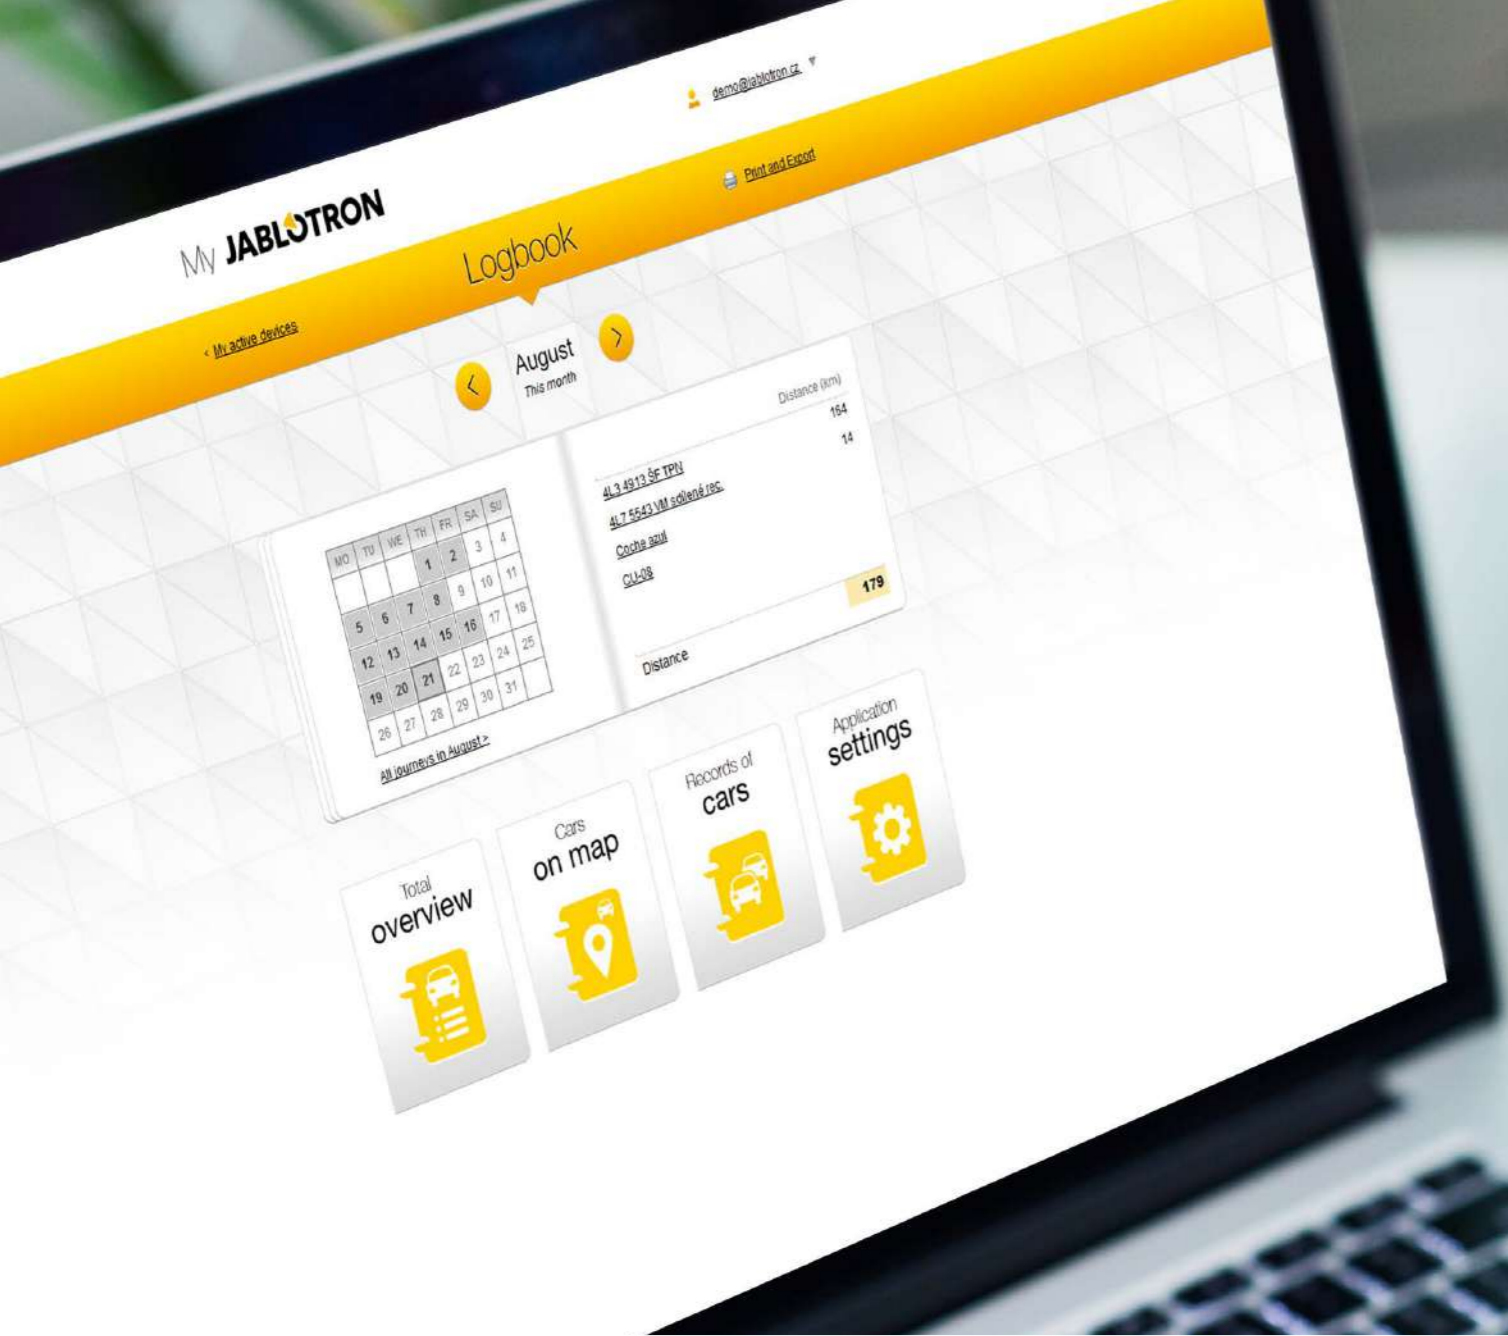 demo@jablotron.cz
My JABLOTRON
Print and Export
Logbook
< My active devices
August
This month
MO TU WE TH FR SA SU
1 2 3 4
5 6 7 8 9 10 11
12 13 14 15 16 17 18
19 20 21 22 23 24 25
26 27 28 29 30 31
All journeys in August >
Distance (km)
4L3 4913 ŠF TPN 164
4L7 5543 VM sdílené rec. 14
Coche azul
CU-08
Distance 179
Total
overview
Cars
on map
Records of
cars
Application
settings